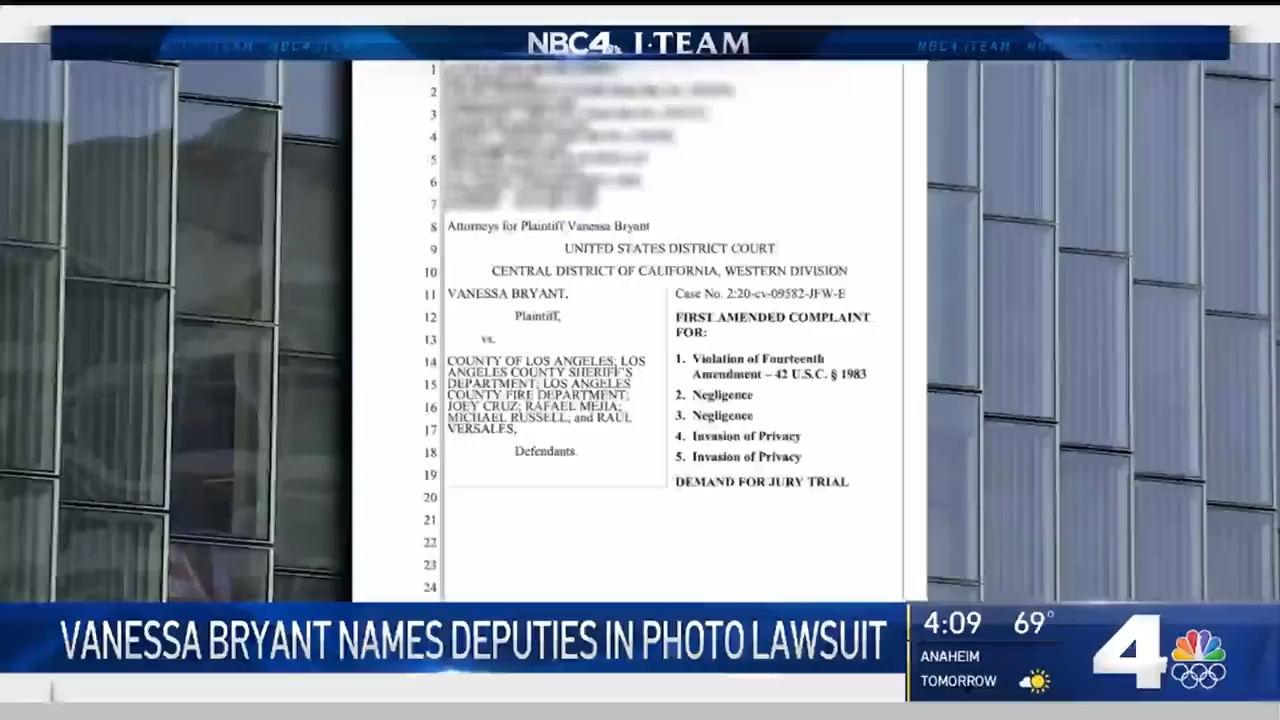 NBC4 I-TEAM
1
2
3
4
5
6
7
8 Attorneys for Plaintiff Vanessa Bryant
9 UNITED STATES DISTRICT COURT
10 CENTRAL DISTRICT OF CALIFORNIA, WESTERN DIVISION
11 VANESSA BRYANT,
12 Plaintiff,
13 vs.
14 COUNTY OF LOS ANGELES; LOS
ANGELES COUNTY SHERIFF'S
15 DEPARTMENT; LOS ANGELES
COUNTY FIRE DEPARTMENT;
16 JOEY CRUZ; RAFAEL MEJIA;
MICHAEL RUSSELL, and RAUL
17 VERSALES,
18 Defendants.
19
20
21
22
23
24
Case No. 2:20-cv-09582-JFW-E
FIRST AMENDED COMPLAINT
FOR:
1. Violation of Fourteenth
Amendment – 42 U.S.C. § 1983
2. Negligence
3. Negligence
4. Invasion of Privacy
5. Invasion of Privacy
DEMAND FOR JURY TRIAL
VANESSA BRYANT NAMES DEPUTIES IN PHOTO LAWSUIT
4:09 69°
ANAHEIM
TOMORROW
4